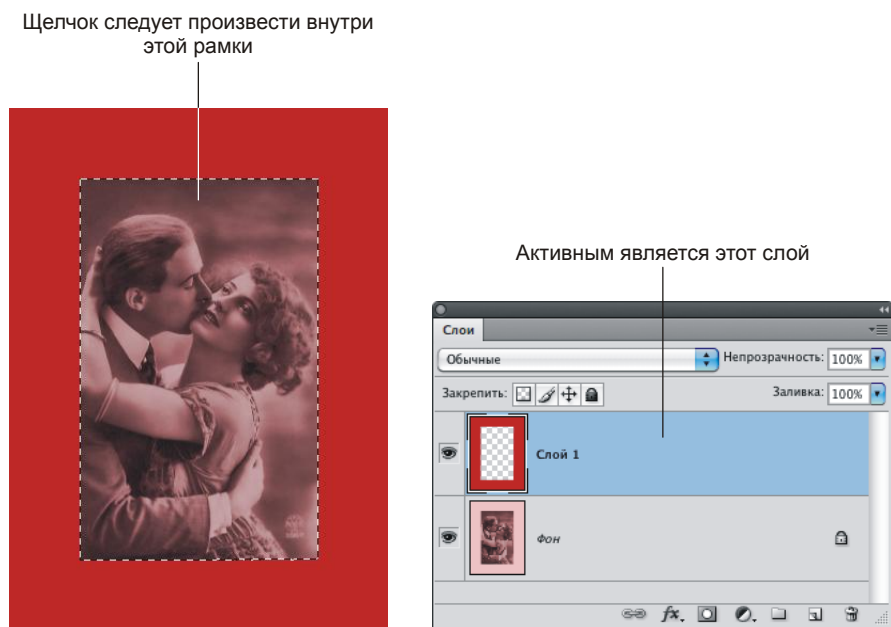 Щелчок следует произвести внутри
этой рамки
Активным является этот слой
Слои
Обычные
Непрозрачность: 100%
Закрепить:
Заливка: 100%
Слой 1
Фон
fx.